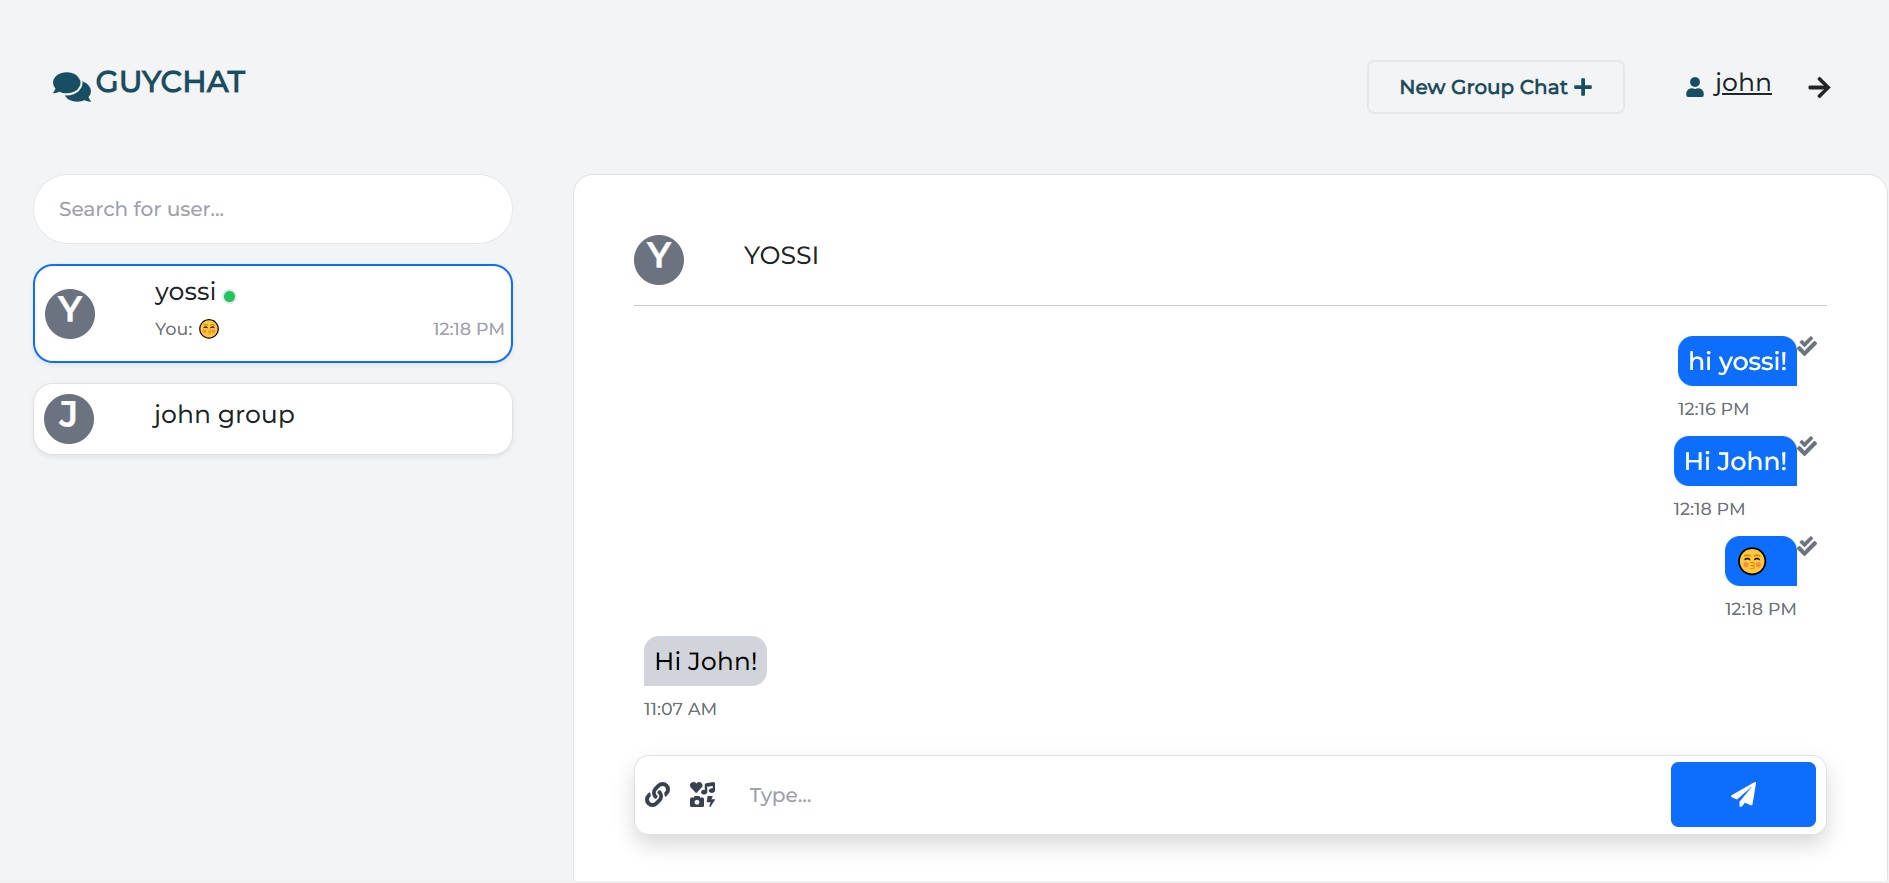 GUYCHAT
New Group Chat
john
Search for user...
Y
yossi
You: 😚
12:18 PM
J
john group
Y
YOSSI
hi yossi!
12:16 PM
Hi John!
12:18 PM
😚
12:18 PM
Hi John!
11:07 AM
Type...